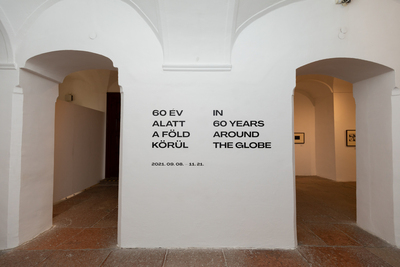 60 ÉV
ALATT
A FÖLD
KÖRÜL
IN
60 YEARS
AROUND
THE GLOBE
2021. 09. 09. - 11. 21.